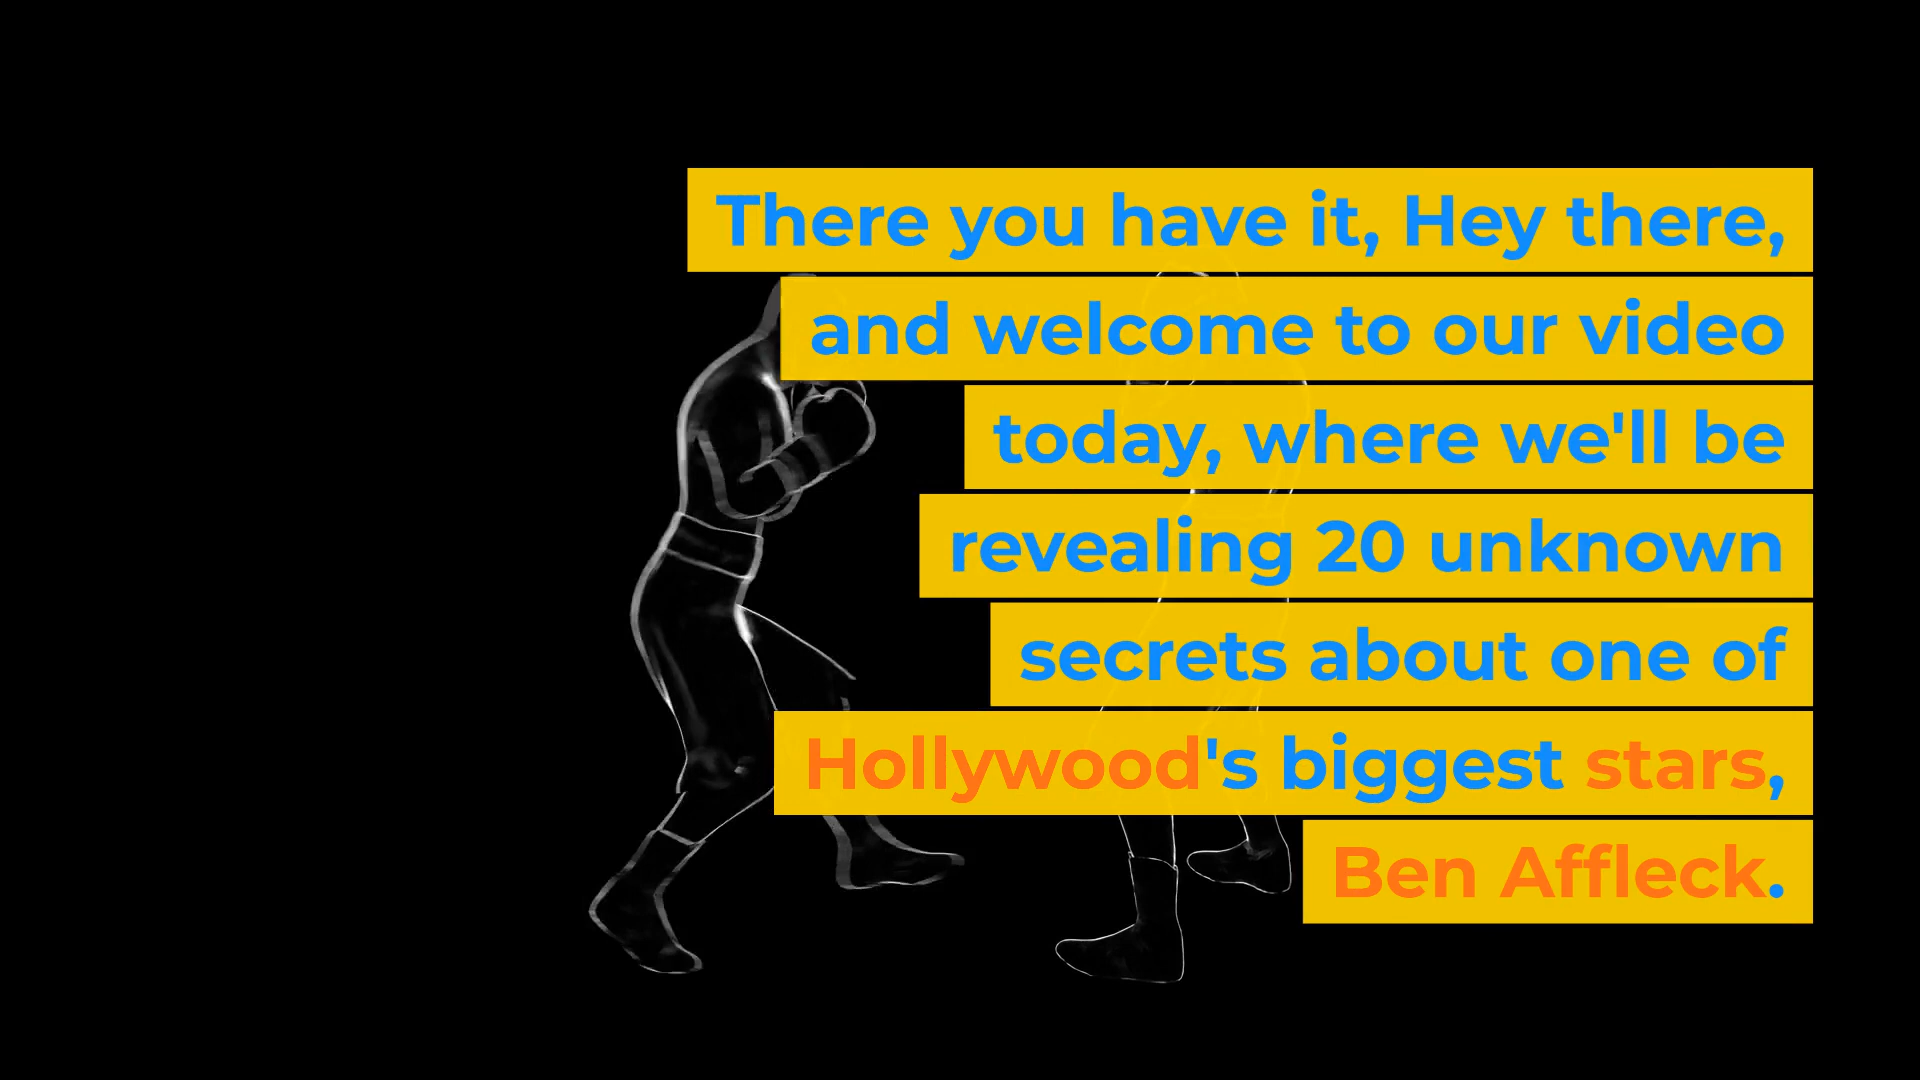 There you have it, Hey there,
and welcome to our video
today, where we'll be
revealing 20 unknown
secrets about one of
Hollywood's biggest stars,
Ben Affleck.